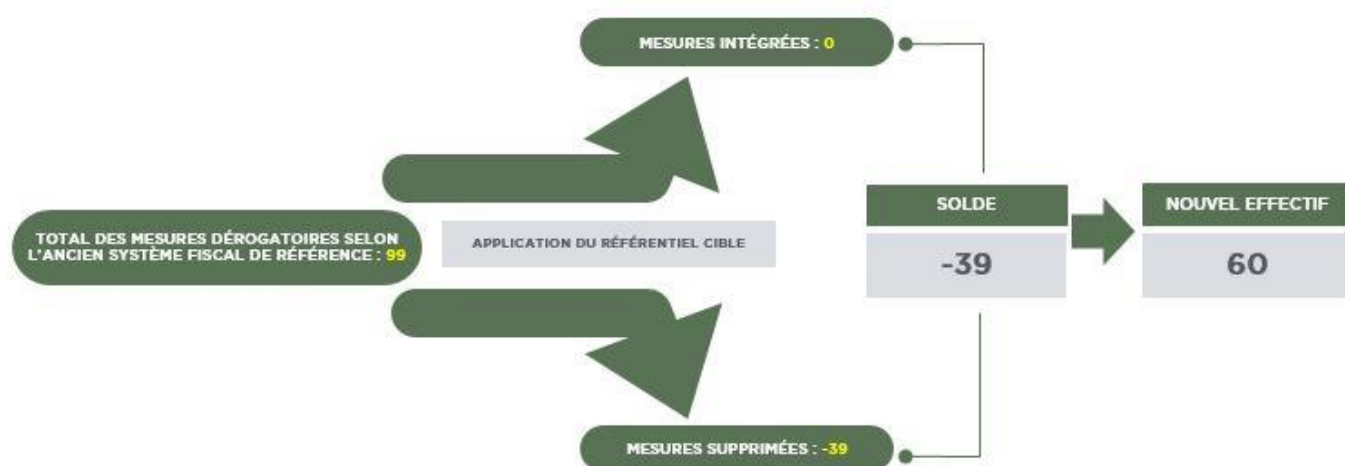 MESURES INTÉGRÉES : 0
TOTAL DES MESURES DÉROGATOIRES SELON
L'ANCIEN SYSTÈME FISCAL DE RÉFÉRENCE : 99
APPLICATION DU RÉFÉRENTIEL CIBLE
SOLDE
-39
NOUVEL EFFECTIF
60
MESURES SUPPRIMÉES : -39